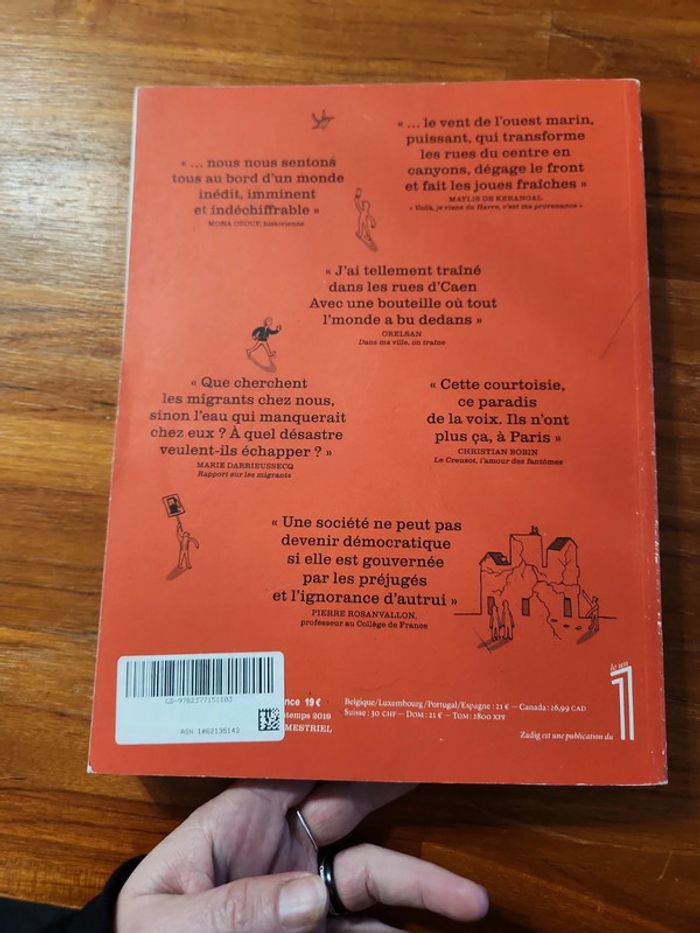 « ... le vent de l'ouest marin,
puissant, qui transforme
les rues du centre en
canyons, dégage le front
et fait les joues fraîches »
MAYLIS DE KERANGAL
« Voilà, je viens du Havre, c'est ma provenance »
« ... nous nous sentons
tous au bord d'un monde
inédit, imminent
et indéchiffrable »
MONA OZOUF, historienne
« J'ai tellement traîné
dans les rues d'Caen
Avec une bouteille où tout
l'monde a bu dedans »
ORELSAN
Dans ma ville, on traîne
« Que cherchent
les migrants chez nous,
sinon l'eau qui manquerait
chez eux ? À quel désastre
veulent-ils échapper ? »
MARIE DARRIEUSSECQ
Rapport sur les migrants
« Cette courtoisie,
ce paradis
de la voix. Ils n'ont
plus ça, à Paris »
CHRISTIAN BOBIN
Le Creusot, l'amour des fantômes
« Une société ne peut pas
devenir démocratique
si elle est gouvernée
par les préjugés
et l'ignorance d'autrui »
PIERRE ROSANVALLON,
professeur au Collège de France
GD-9782377151103
ASN 1#62135142
nce 19 €
temps 2019
MESTRIEL
Belgique/Luxembourg/Portugal/Espagne : 21 € — Canada : 26,99 CAD
Suisse : 30 CHF — DOM : 21 € — TOM : 2800 XPF
le un
1
Zadig est une publication du